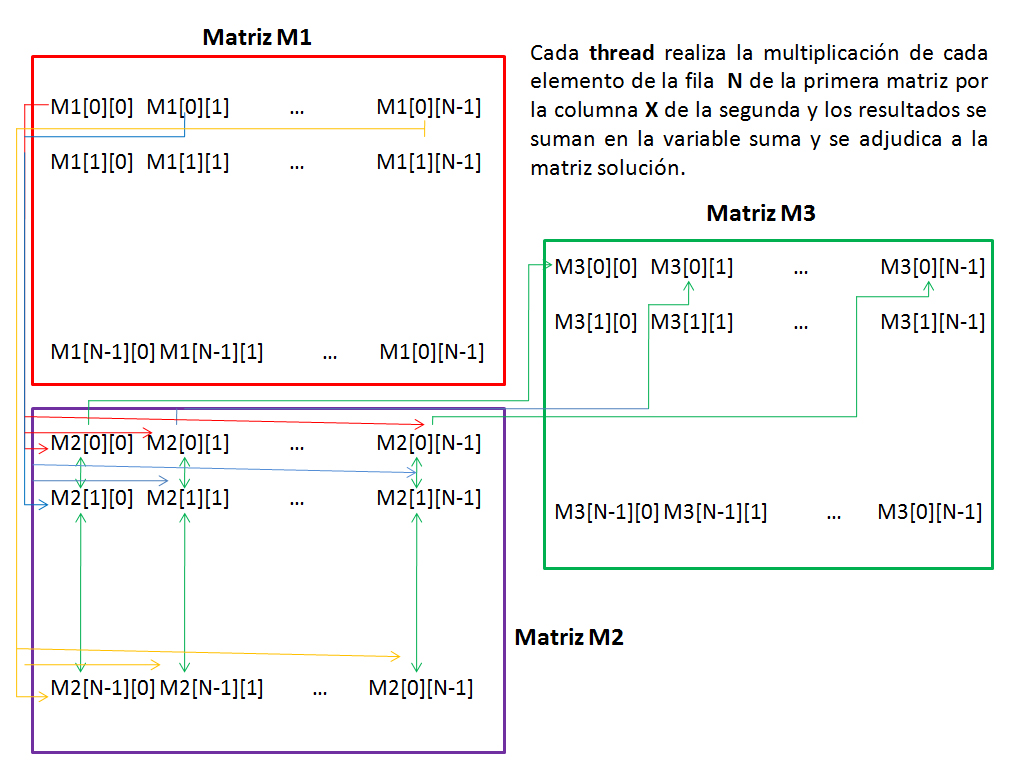 Matriz M1
M1[0][0] M1[0][1] ... M1[0][N-1]
M1[1][0] M1[1][1] ... M1[1][N-1]
M1[N-1][0] M1[N-1][1] ... M1[0][N-1]
Cada thread realiza la multiplicación de cada
elemento de la fila N de la primera matriz por
la columna X de la segunda y los resultados se
suman en la variable suma y se adjudica a la
matriz solución.
Matriz M3
M3[0][0] M3[0][1] ... M3[0][N-1]
M3[1][0] M3[1][1] ... M3[1][N-1]
M3[N-1][0] M3[N-1][1] ... M3[0][N-1]
M2[0][0] M2[0][1] ... M2[0][N-1]
M2[1][0] M2[1][1] ... M2[1][N-1]
M2[N-1][0] M2[N-1][1] ... M2[0][N-1]
Matriz M2